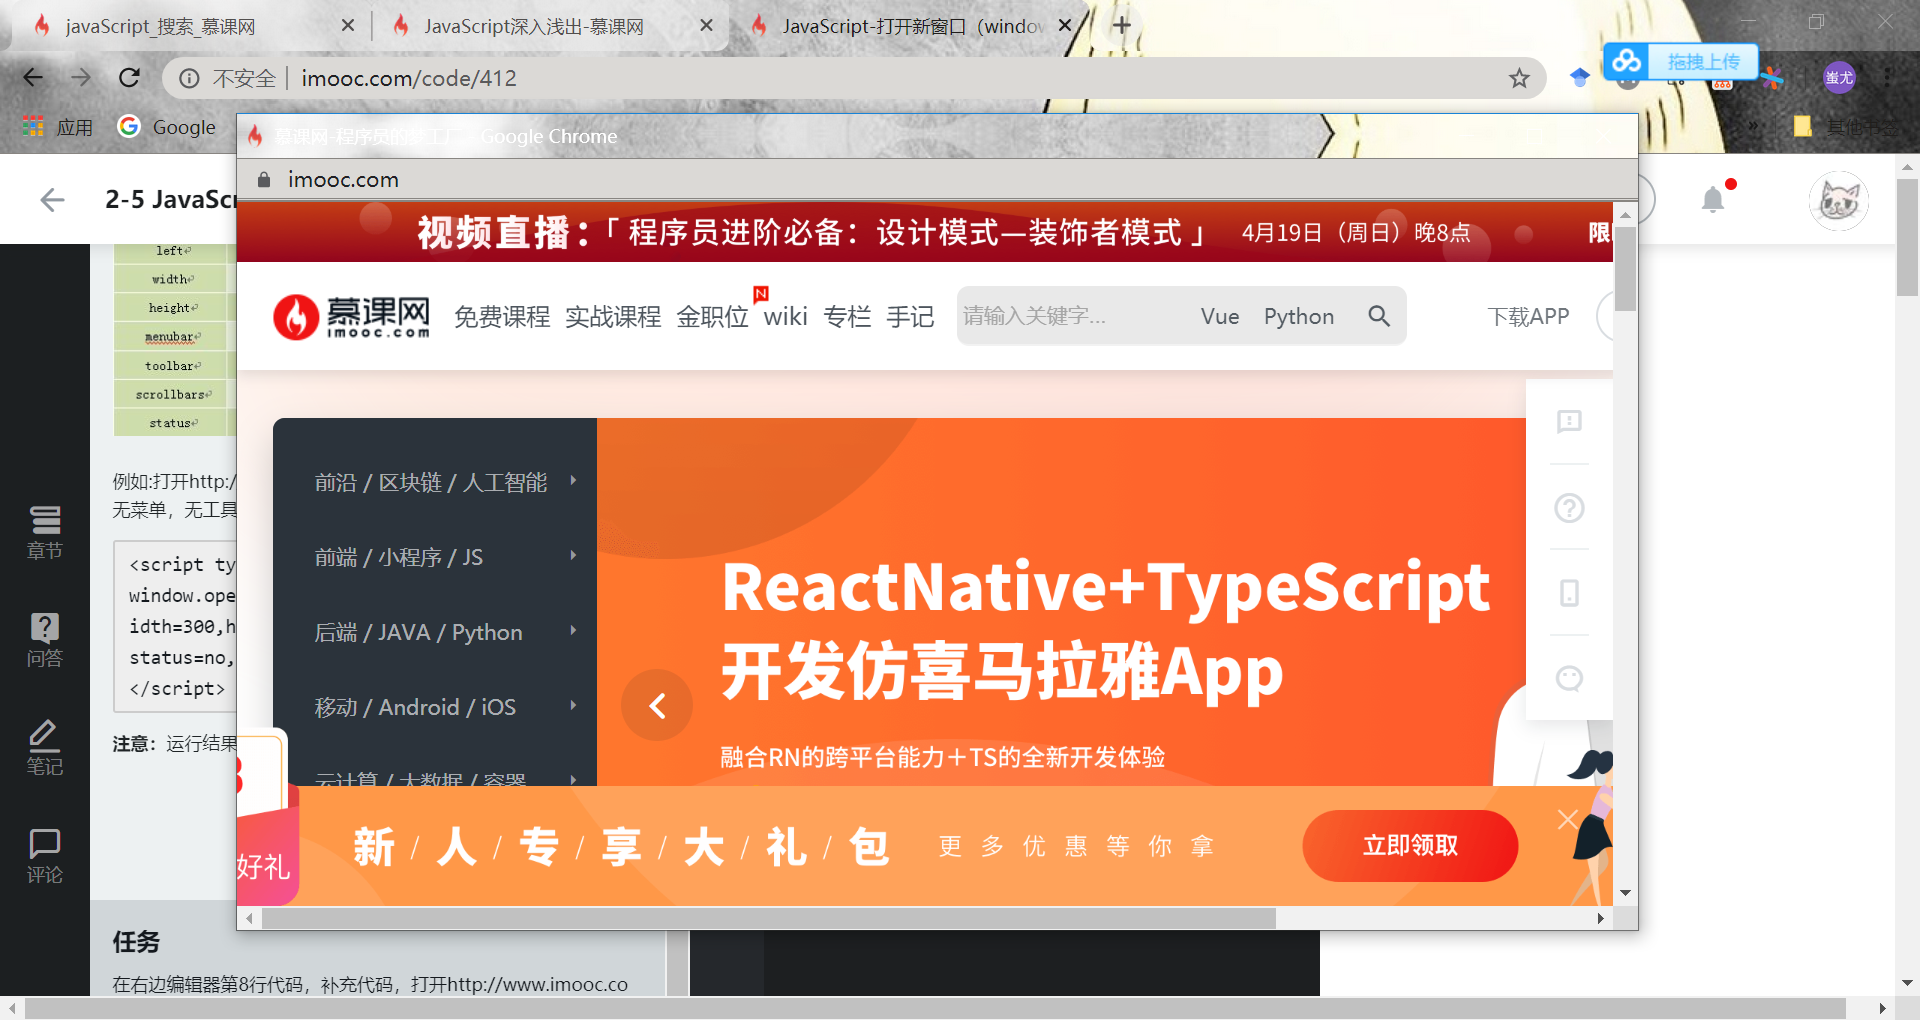 javaScript_搜索_慕课网
JavaScript深入浅出-慕课网
JavaScript-打开新窗口（windo
不安全
imooc.com/code/412
拖拽上传
蚩尤
应用
Google
»
其他书签
慕课网-程序员的梦工厂 - Google Chrome
imooc.com
2-5 JavaScr
视频直播：「 程序员进阶必备：设计模式—装饰者模式 」 4月19日（周日）晚8点
慕课网
imooc.com
免费课程 实战课程 金职位 wiki 专栏 手记
N
请输入关键字...
Vue Python
下载APP
left
width
height
menubar
toolbar
scrollbars
status
例如:打开http:/
无菜单，无工具
<script ty
window.ope
idth=300,h
status=no,
</script>
注意：运行结果
章节
问答
笔记
评论
前沿 / 区块链 / 人工智能
前端 / 小程序 / JS
后端 / JAVA / Python
移动 / Android / iOS
云计算 / 大数据 / 容器
ReactNative+TypeScript
开发仿喜马拉雅App
融合RN的跨平台能力＋TS的全新开发体验
好礼
新 / 人 / 专 / 享 / 大 / 礼 / 包
更多优惠等你拿
立即领取
任务
在右边编辑器第8行代码，补充代码，打开http://www.imooc.co